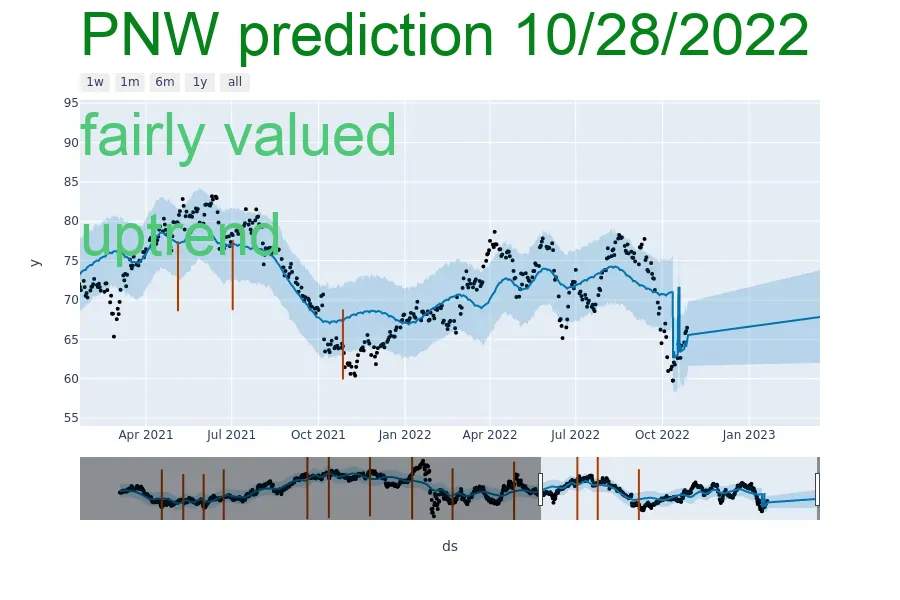 PNW prediction 10/28/2022
1w 1m 6m 1y all
95
fairly valued
90
85
80
uptrend
75
y
70
65
60
55
Apr 2021 Jul 2021 Oct 2021 Jan 2022 Apr 2022 Jul 2022 Oct 2022 Jan 2023
ds